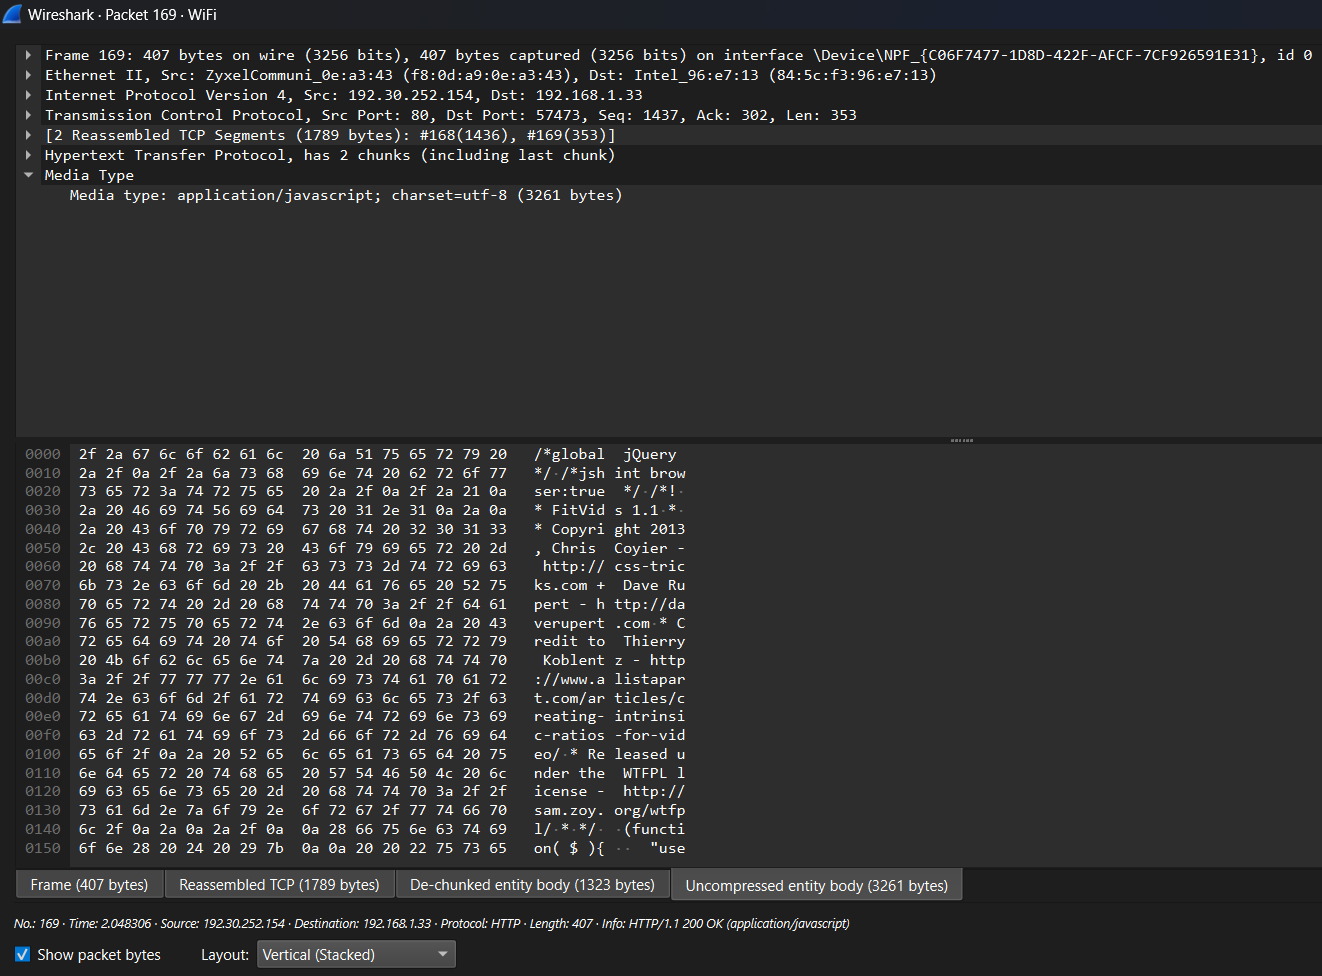 Wireshark · Packet 169 · WiFi
Frame 169: 407 bytes on wire (3256 bits), 407 bytes captured (3256 bits) on interface \Device\NPF_{C06F7477-1D8D-422F-AFCF-7CF926591E31}, id 0
Ethernet II, Src: ZyxelCommuni_0e:a3:43 (f8:0d:a9:0e:a3:43), Dst: Intel_96:e7:13 (84:5c:f3:96:e7:13)
Internet Protocol Version 4, Src: 192.30.252.154, Dst: 192.168.1.33
Transmission Control Protocol, Src Port: 80, Dst Port: 57473, Seq: 1437, Ack: 302, Len: 353
[2 Reassembled TCP Segments (1789 bytes): #168(1436), #169(353)]
Hypertext Transfer Protocol, has 2 chunks (including last chunk)
Media Type
Media type: application/javascript; charset=utf-8 (3261 bytes)
0000 2f 2a 67 6c 6f 62 61 6c 20 6a 51 75 65 72 79 20 /*global jQuery
0010 2a 2f 0a 2f 2a 6a 73 68 69 6e 74 20 62 72 6f 77 */·/*jsh int brow
0020 73 65 72 3a 74 72 75 65 20 2a 2f 0a 2f 2a 21 0a ser:true */·/*!·
0030 2a 20 46 69 74 56 69 64 73 20 31 2e 31 0a 2a 0a * FitVid s 1.1·*·
0040 2a 20 43 6f 70 79 72 69 67 68 74 20 32 30 31 33 * Copyri ght 2013
0050 2c 20 43 68 72 69 73 20 43 6f 79 69 65 72 20 2d , Chris Coyier -
0060 20 68 74 74 70 3a 2f 2f 63 73 73 2d 74 72 69 63 http:// css-tric
0070 6b 73 2e 63 6f 6d 20 2b 20 44 61 76 65 20 52 75 ks.com + Dave Ru
0080 70 65 72 74 20 2d 20 68 74 74 70 3a 2f 2f 64 61 pert - h ttp://da
0090 76 65 72 75 70 65 72 74 2e 63 6f 6d 0a 2a 20 43 verupert .com·* C
00a0 72 65 64 69 74 20 74 6f 20 54 68 69 65 72 72 79 redit to Thierry
00b0 20 4b 6f 62 6c 65 6e 74 7a 20 2d 20 68 74 74 70 Koblent z - http
00c0 3a 2f 2f 77 77 77 2e 61 6c 69 73 74 61 70 61 72 ://www.a listapar
00d0 74 2e 63 6f 6d 2f 61 72 74 69 63 6c 65 73 2f 63 t.com/ar ticles/c
00e0 72 65 61 74 69 6e 67 2d 69 6e 74 72 69 6e 73 69 reating- intrinsi
00f0 63 2d 72 61 74 69 6f 73 2d 66 6f 72 2d 76 69 64 c-ratios -for-vid
0100 65 6f 2f 0a 2a 20 52 65 6c 65 61 73 65 64 20 75 eo/·* Re leased u
0110 6e 64 65 72 20 74 68 65 20 57 54 46 50 4c 20 6c nder the WTFPL l
0120 69 63 65 6e 73 65 20 2d 20 68 74 74 70 3a 2f 2f icense - http://
0130 73 61 6d 2e 7a 6f 79 2e 6f 72 67 2f 77 74 66 70 sam.zoy. org/wtfp
0140 6c 2f 0a 2a 0a 2a 2f 0a 0a 28 66 75 6e 63 74 69 l/·*·*/· ·(functi
0150 6f 6e 28 20 24 20 29 7b 0a 0a 20 20 22 75 73 65 on( $ ){ ·· "use
Frame (407 bytes)
Reassembled TCP (1789 bytes)
De-chunked entity body (1323 bytes)
Uncompressed entity body (3261 bytes)
No.: 169 · Time: 2.048306 · Source: 192.30.252.154 · Destination: 192.168.1.33 · Protocol: HTTP · Length: 407 · Info: HTTP/1.1 200 OK (application/javascript)
Show packet bytes
Layout: Vertical (Stacked)